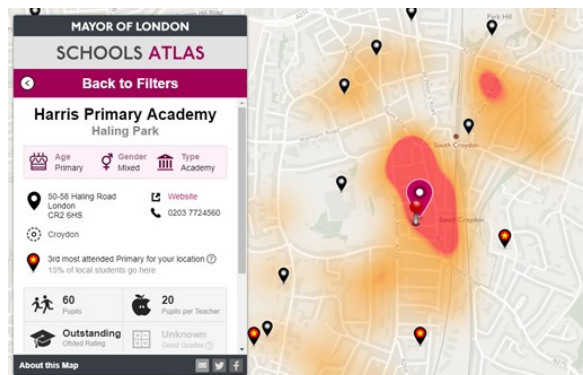 MAYOR OF LONDON
SCHOOLS ATLAS
Back to Filters
Harris Primary Academy
Haling Park
Age
Primary
Gender
Mixed
Type
Academy
50-58 Haling Road
London
CR2 6HS
Website
0203 7724560
Croydon
3rd most attended Primary for your location ?
15% of local students go here
60
Pupils
20
Pupils per Teacher
Outstanding
Ofsted Rating
Unknown
Good Grades ?
About this Map
Park Hill
South Croydon
South Croydon